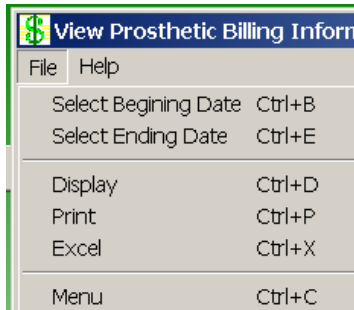 View Prosthetic Billing Inforn
File Help
Select Begining Date Ctrl+B
Select Ending Date Ctrl+E
Display Ctrl+D
Print Ctrl+P
Excel Ctrl+X
Menu Ctrl+C